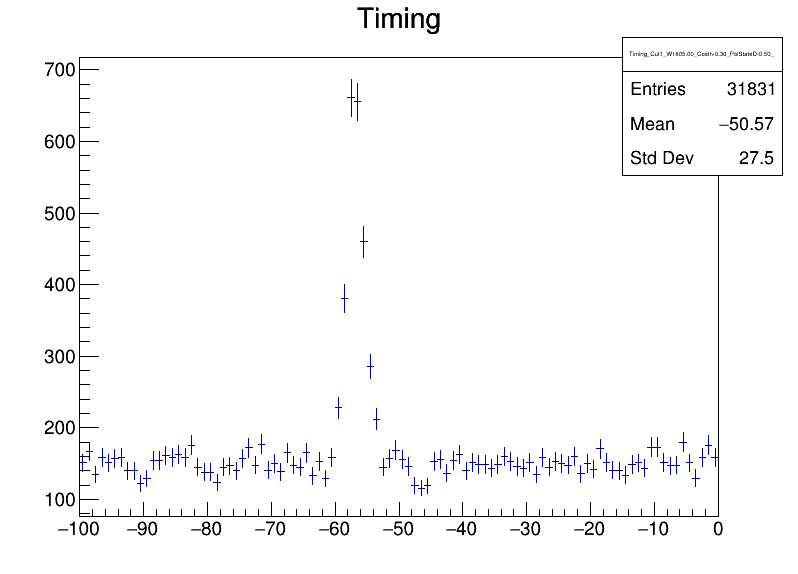 Timing
Timing_Cut1_W1605.00_Costh-0.30_PolStateD-0.50_
Entries 31831
Mean −50.57
Std Dev 27.5
700
600
500
400
300
200
100
−100 −90 −80 −70 −60 −50 −40 −30 −20 −10 0